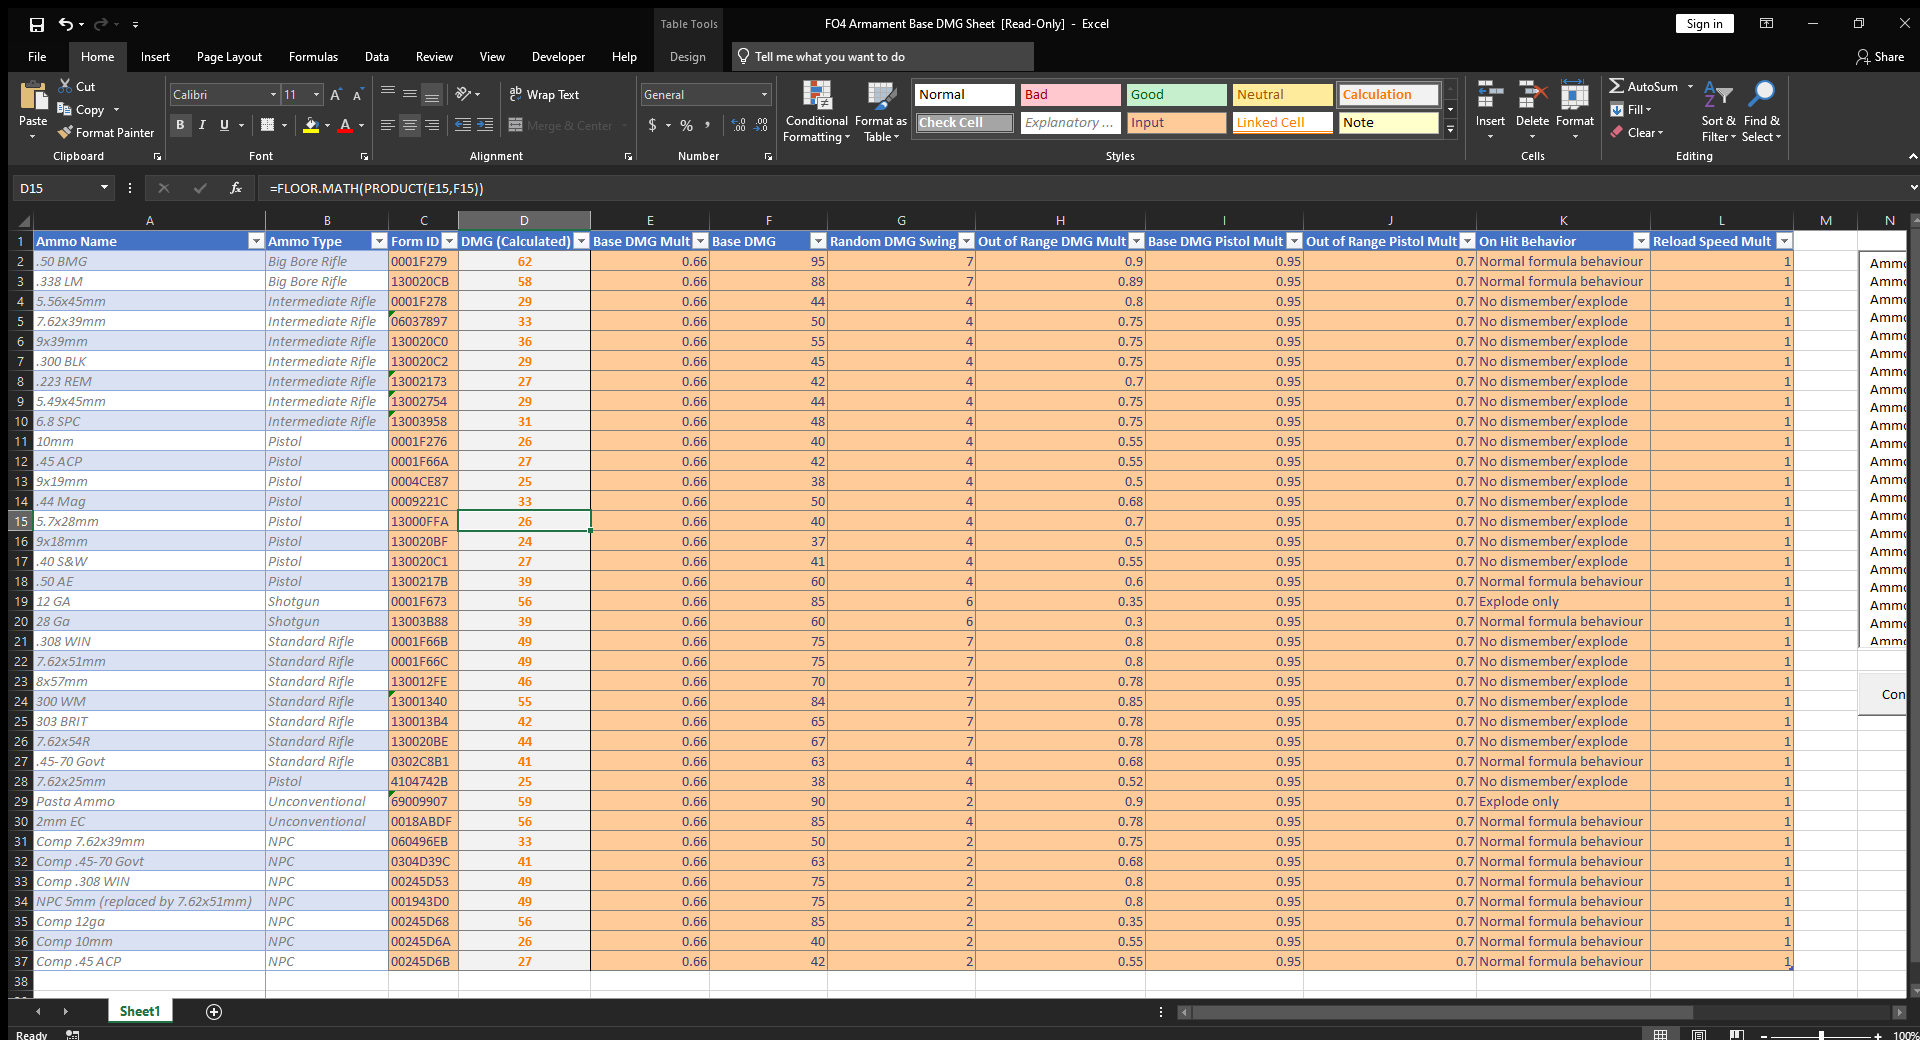 Table Tools
FO4 Armament Base DMG Sheet [Read-Only] - Excel
Sign in
File Home Insert Page Layout Formulas Data Review View Developer Help Design Tell me what you want to do Share
Paste Cut Copy Format Painter Clipboard
Calibri 11 B I U Font
Wrap Text Merge & Center Alignment
General $ % , Number
Conditional Formatting Format as Table
Normal Bad Good Neutral Calculation
Check Cell Explanatory ... Input Linked Cell Note
Styles
Insert Delete Format Cells
AutoSum Fill Clear Sort & Filter Find & Select Editing
D15 fx =FLOOR.MATH(PRODUCT(E15,F15))
A B C D E F G H I J K L M N
1 Ammo Name Ammo Type Form ID DMG (Calculated) Base DMG Mult Base DMG Random DMG Swing Out of Range DMG Mult Base DMG Pistol Mult Out of Range Pistol Mult On Hit Behavior Reload Speed Mult
2 .50 BMG Big Bore Rifle 0001F279 62 0.66 95 7 0.9 0.95 0.7 Normal formula behaviour 1
3 .338 LM Big Bore Rifle 130020CB 58 0.66 88 7 0.89 0.95 0.7 Normal formula behaviour 1
4 5.56x45mm Intermediate Rifle 0001F278 29 0.66 44 4 0.8 0.95 0.7 No dismember/explode 1
5 7.62x39mm Intermediate Rifle 06037897 33 0.66 50 4 0.75 0.95 0.7 No dismember/explode 1
6 9x39mm Intermediate Rifle 130020C0 36 0.66 55 4 0.75 0.95 0.7 No dismember/explode 1
7 .300 BLK Intermediate Rifle 130020C2 29 0.66 45 4 0.75 0.95 0.7 No dismember/explode 1
8 .223 REM Intermediate Rifle 13002173 27 0.66 42 4 0.7 0.95 0.7 No dismember/explode 1
9 5.49x45mm Intermediate Rifle 13002754 29 0.66 44 4 0.75 0.95 0.7 No dismember/explode 1
10 6.8 SPC Intermediate Rifle 13003958 31 0.66 48 4 0.75 0.95 0.7 No dismember/explode 1
11 10mm Pistol 0001F276 26 0.66 40 4 0.55 0.95 0.7 No dismember/explode 1
12 .45 ACP Pistol 0001F66A 27 0.66 42 4 0.55 0.95 0.7 No dismember/explode 1
13 9x19mm Pistol 0004CE87 25 0.66 38 4 0.5 0.95 0.7 No dismember/explode 1
14 .44 Mag Pistol 0009221C 33 0.66 50 4 0.68 0.95 0.7 No dismember/explode 1
15 5.7x28mm Pistol 13000FFA 26 0.66 40 4 0.7 0.95 0.7 No dismember/explode 1
16 9x18mm Pistol 130020BF 24 0.66 37 4 0.5 0.95 0.7 No dismember/explode 1
17 .40 S&W Pistol 130020C1 27 0.66 41 4 0.55 0.95 0.7 No dismember/explode 1
18 .50 AE Pistol 1300217B 39 0.66 60 4 0.6 0.95 0.7 Normal formula behaviour 1
19 12 GA Shotgun 0001F673 56 0.66 85 6 0.35 0.95 0.7 Explode only 1
20 28 Ga Shotgun 13003B88 39 0.66 60 6 0.3 0.95 0.7 Normal formula behaviour 1
21 .308 WIN Standard Rifle 0001F66B 49 0.66 75 7 0.8 0.95 0.7 No dismember/explode 1
22 7.62x51mm Standard Rifle 0001F66C 49 0.66 75 7 0.8 0.95 0.7 No dismember/explode 1
23 8x57mm Standard Rifle 130012FE 46 0.66 70 7 0.78 0.95 0.7 No dismember/explode 1
24 300 WM Standard Rifle 13001340 55 0.66 84 7 0.85 0.95 0.7 No dismember/explode 1
25 303 BRIT Standard Rifle 130013B4 42 0.66 65 7 0.78 0.95 0.7 No dismember/explode 1
26 7.62x54R Standard Rifle 130020BE 44 0.66 67 7 0.78 0.95 0.7 No dismember/explode 1
27 .45-70 Govt Standard Rifle 0302C8B1 41 0.66 63 4 0.68 0.95 0.7 Normal formula behaviour 1
28 7.62x25mm Pistol 4104742B 25 0.66 38 4 0.52 0.95 0.7 No dismember/explode 1
29 Pasta Ammo Unconventional 69009907 59 0.66 90 2 0.9 0.95 0.7 Explode only 1
30 2mm EC Unconventional 0018ABDF 56 0.66 85 4 0.78 0.95 0.7 Normal formula behaviour 1
31 Comp 7.62x39mm NPC 060496EB 33 0.66 50 2 0.75 0.95 0.7 Normal formula behaviour 1
32 Comp .45-70 Govt NPC 0304D39C 41 0.66 63 2 0.68 0.95 0.7 Normal formula behaviour 1
33 Comp .308 WIN NPC 00245D53 49 0.66 75 2 0.8 0.95 0.7 Normal formula behaviour 1
34 NPC 5mm (replaced by 7.62x51mm) NPC 001943D0 49 0.66 75 2 0.8 0.95 0.7 Normal formula behaviour 1
35 Comp 12ga NPC 00245D68 56 0.66 85 2 0.35 0.95 0.7 Normal formula behaviour 1
36 Comp 10mm NPC 00245D6A 26 0.66 40 2 0.55 0.95 0.7 Normal formula behaviour 1
37 Comp .45 ACP NPC 00245D6B 27 0.66 42 2 0.55 0.95 0.7 Normal formula behaviour 1
38
Con
Sheet1
Ready 100%